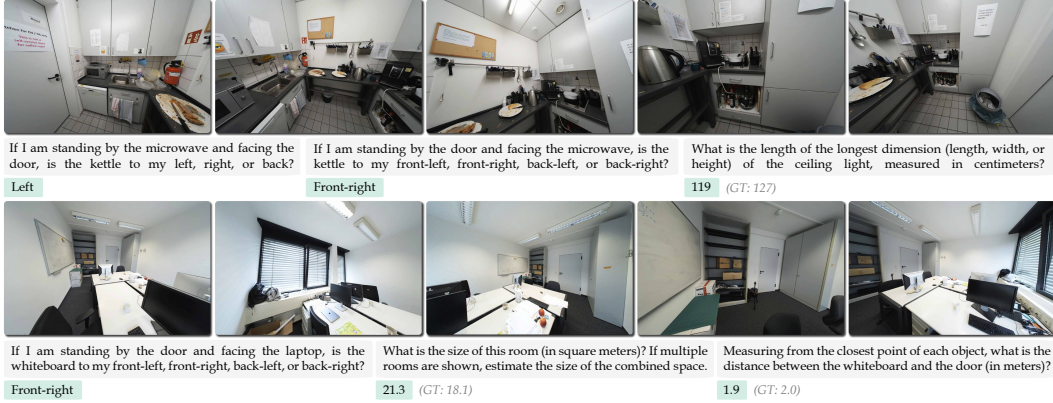 If I am standing by the microwave and facing the
door, is the kettle to my left, right, or back?
Left
If I am standing by the door and facing the microwave, is the
kettle to my front-left, front-right, back-left, or back-right?
Front-right
What is the length of the longest dimension (length, width, or
height) of the ceiling light, measured in centimeters?
119 (GT: 127)
If I am standing by the door and facing the laptop, is the
whiteboard to my front-left, front-right, back-left, or back-right?
Front-right
What is the size of this room (in square meters)? If multiple
rooms are shown, estimate the size of the combined space.
21.3 (GT: 18.1)
Measuring from the closest point of each object, what is the
distance between the whiteboard and the door (in meters)?
1.9 (GT: 2.0)